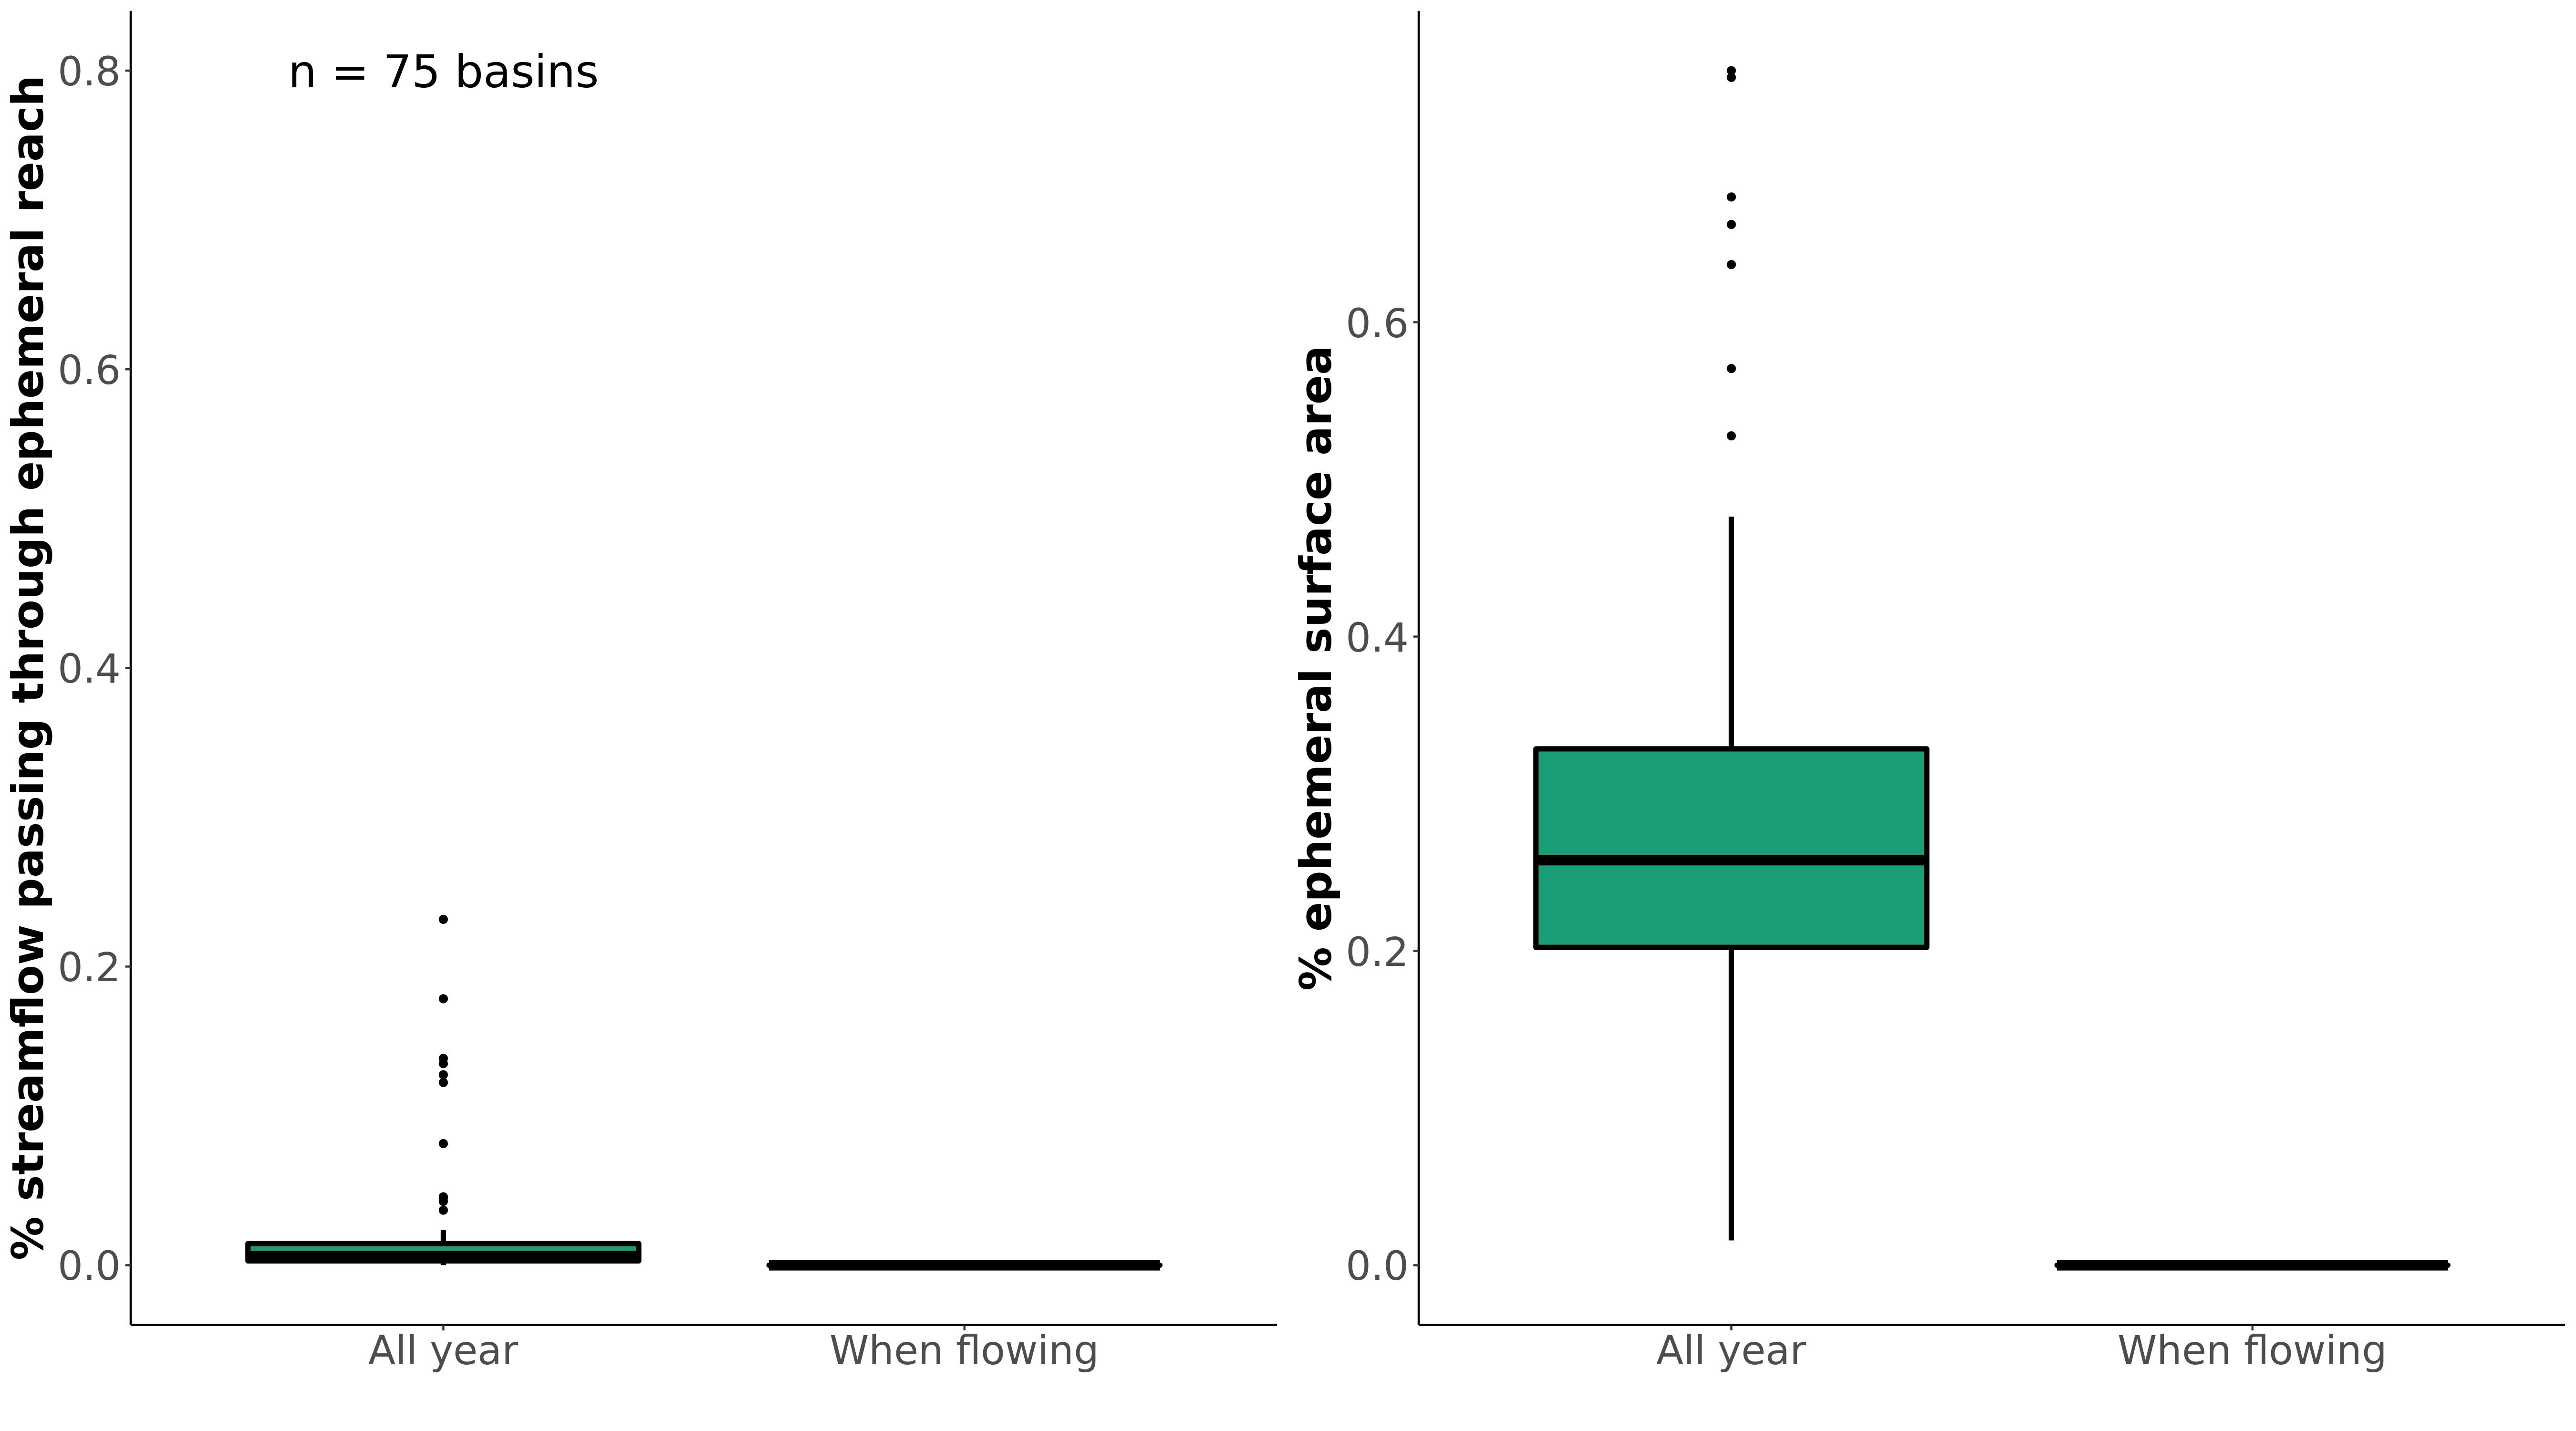 % streamflow passing through ephemeral reach
0.8
0.6
0.4
0.2
0.0
n = 75 basins
All year
When flowing
% ephemeral surface area
0.6
0.4
0.2
0.0
All year
When flowing